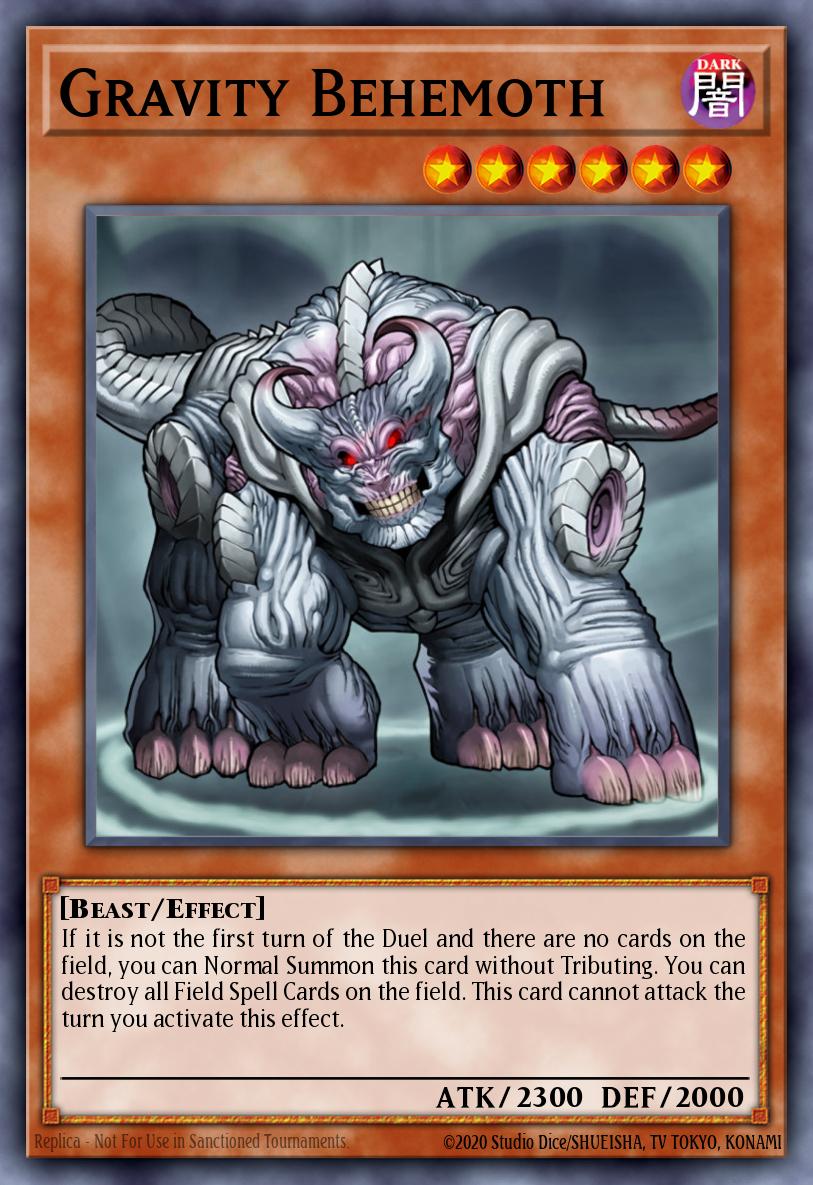 Gravity Behemoth
DARK
闇
[Beast/Effect]
If it is not the first turn of the Duel and there are no cards on the
field, you can Normal Summon this card without Tributing. You can
destroy all Field Spell Cards on the field. This card cannot attack the
turn you activate this effect.
ATK/2300 DEF/2000
Replica - Not For Use in Sanctioned Tournaments.
©2020 Studio Dice/SHUEISHA, TV TOKYO, KONAMI